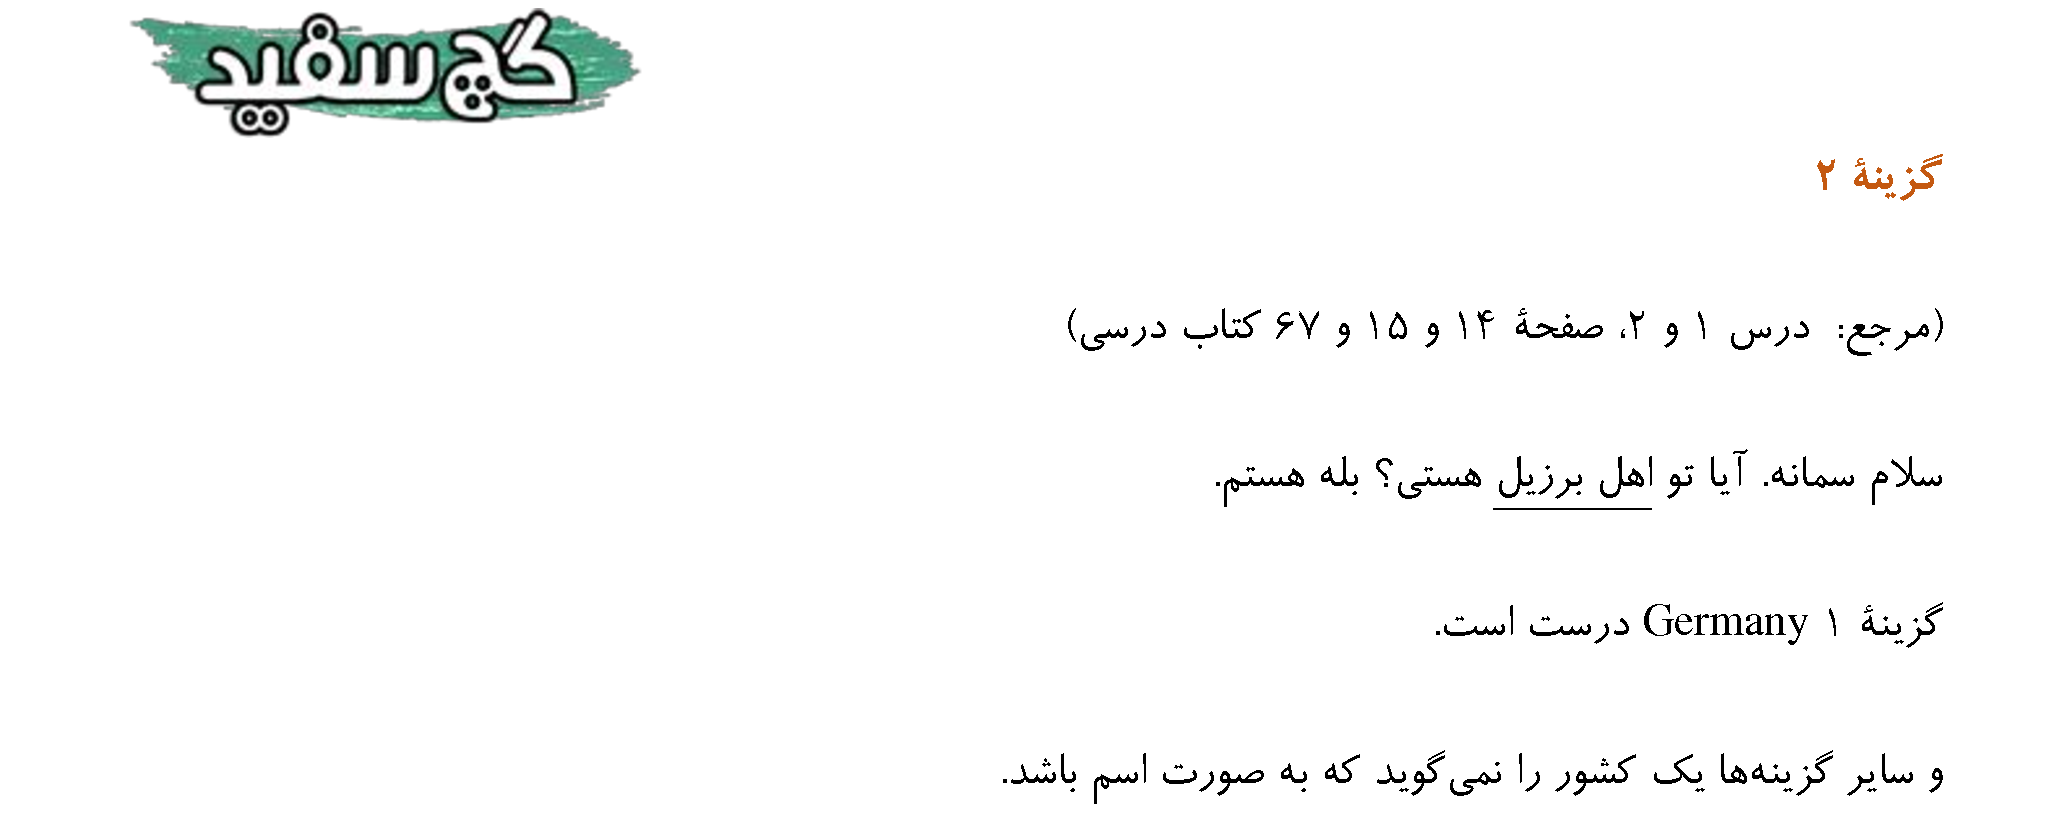 گچ سفید
گزینهٔ ۲
(مرجع: درس ۱ و ۲، صفحهٔ ۱۴ و ۱۵ و ۶۷ کتاب درسی)
سلام سمانه. آیا تو اهل برزیل هستی؟ بله هستم.
گزینهٔ ۱ Germany درست است.
و سایر گزینه‌ها یک کشور را نمی‌گوید که به صورت اسم باشد.